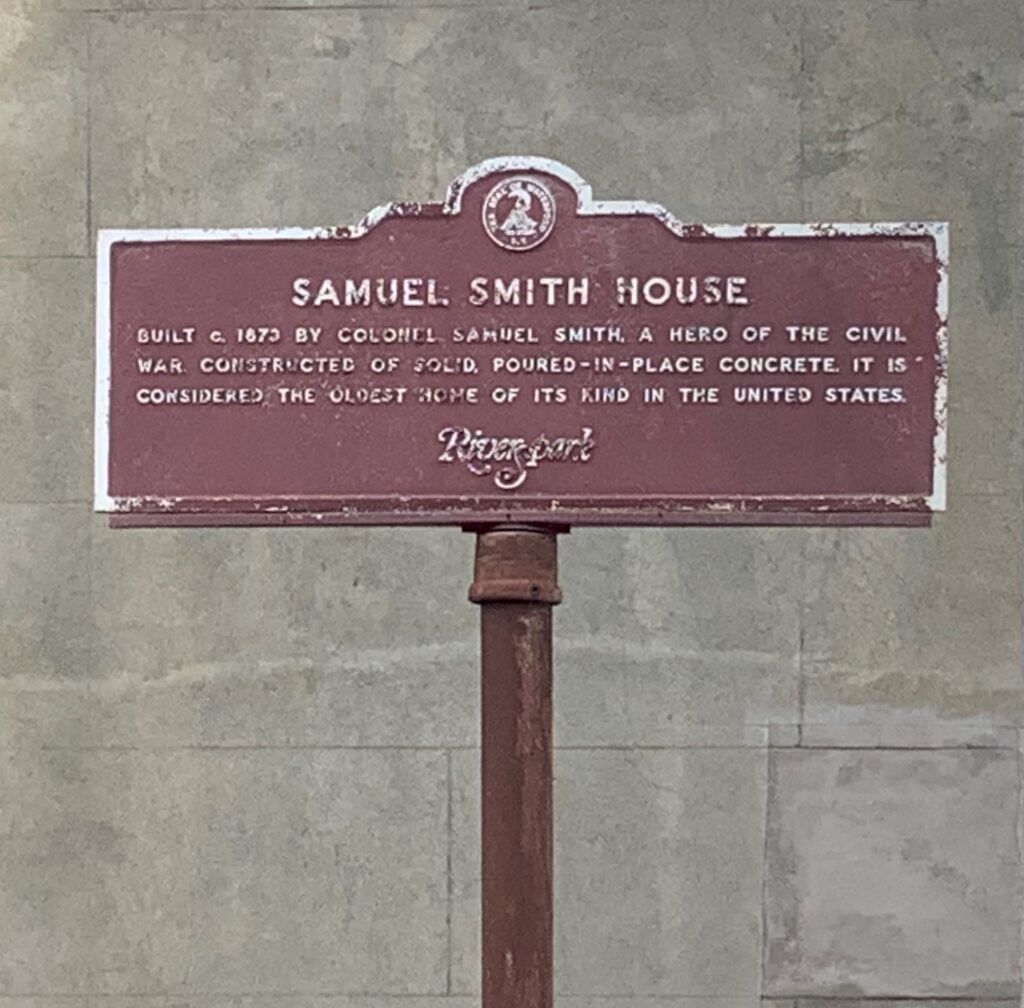 SAMUEL SMITH HOUSE
BUILT c. 1873 BY COLONEL SAMUEL SMITH, A HERO OF THE CIVIL
WAR. CONSTRUCTED OF SOLID, POURED-IN-PLACE CONCRETE. IT IS
CONSIDERED THE OLDEST HOME OF ITS KIND IN THE UNITED STATES.
Riverspark